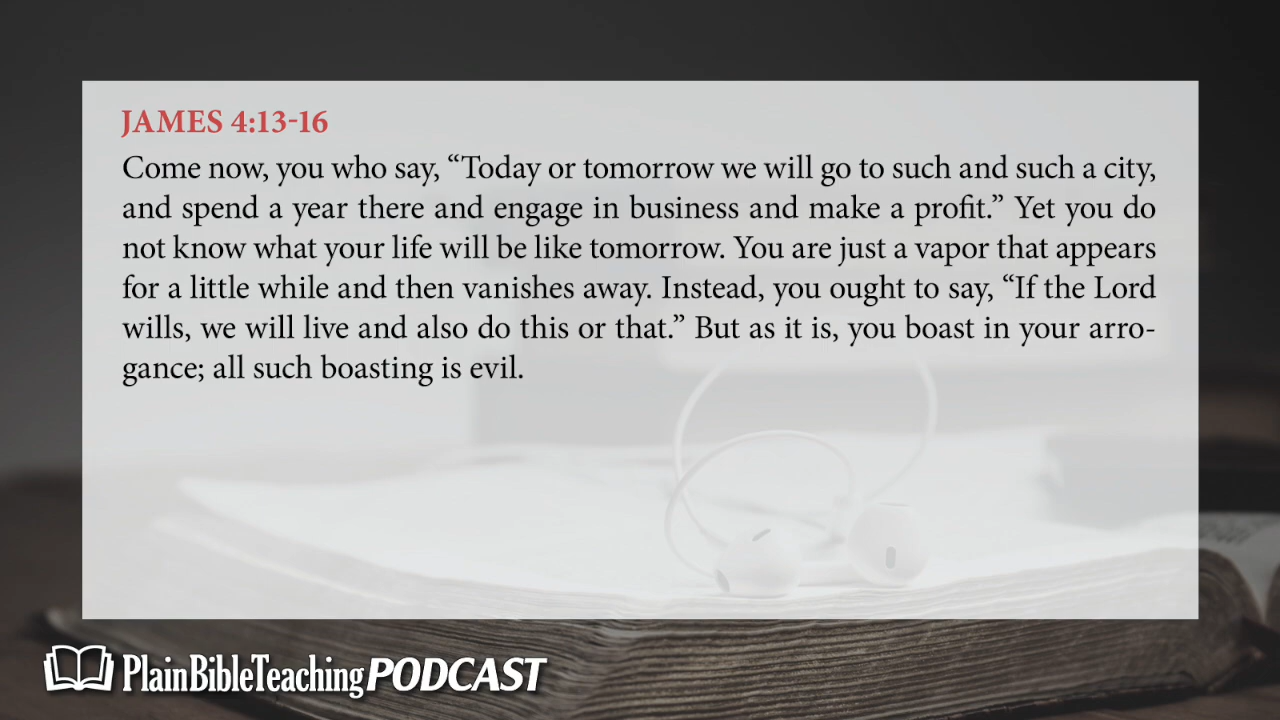 JAMES 4:13-16
Come now, you who say, “Today or tomorrow we will go to such and such a city,
and spend a year there and engage in business and make a profit.” Yet you do
not know what your life will be like tomorrow. You are just a vapor that appears
for a little while and then vanishes away. Instead, you ought to say, “If the Lord
wills, we will live and also do this or that.” But as it is, you boast in your arro-
gance; all such boasting is evil.
PlainBibleTeaching PODCAST